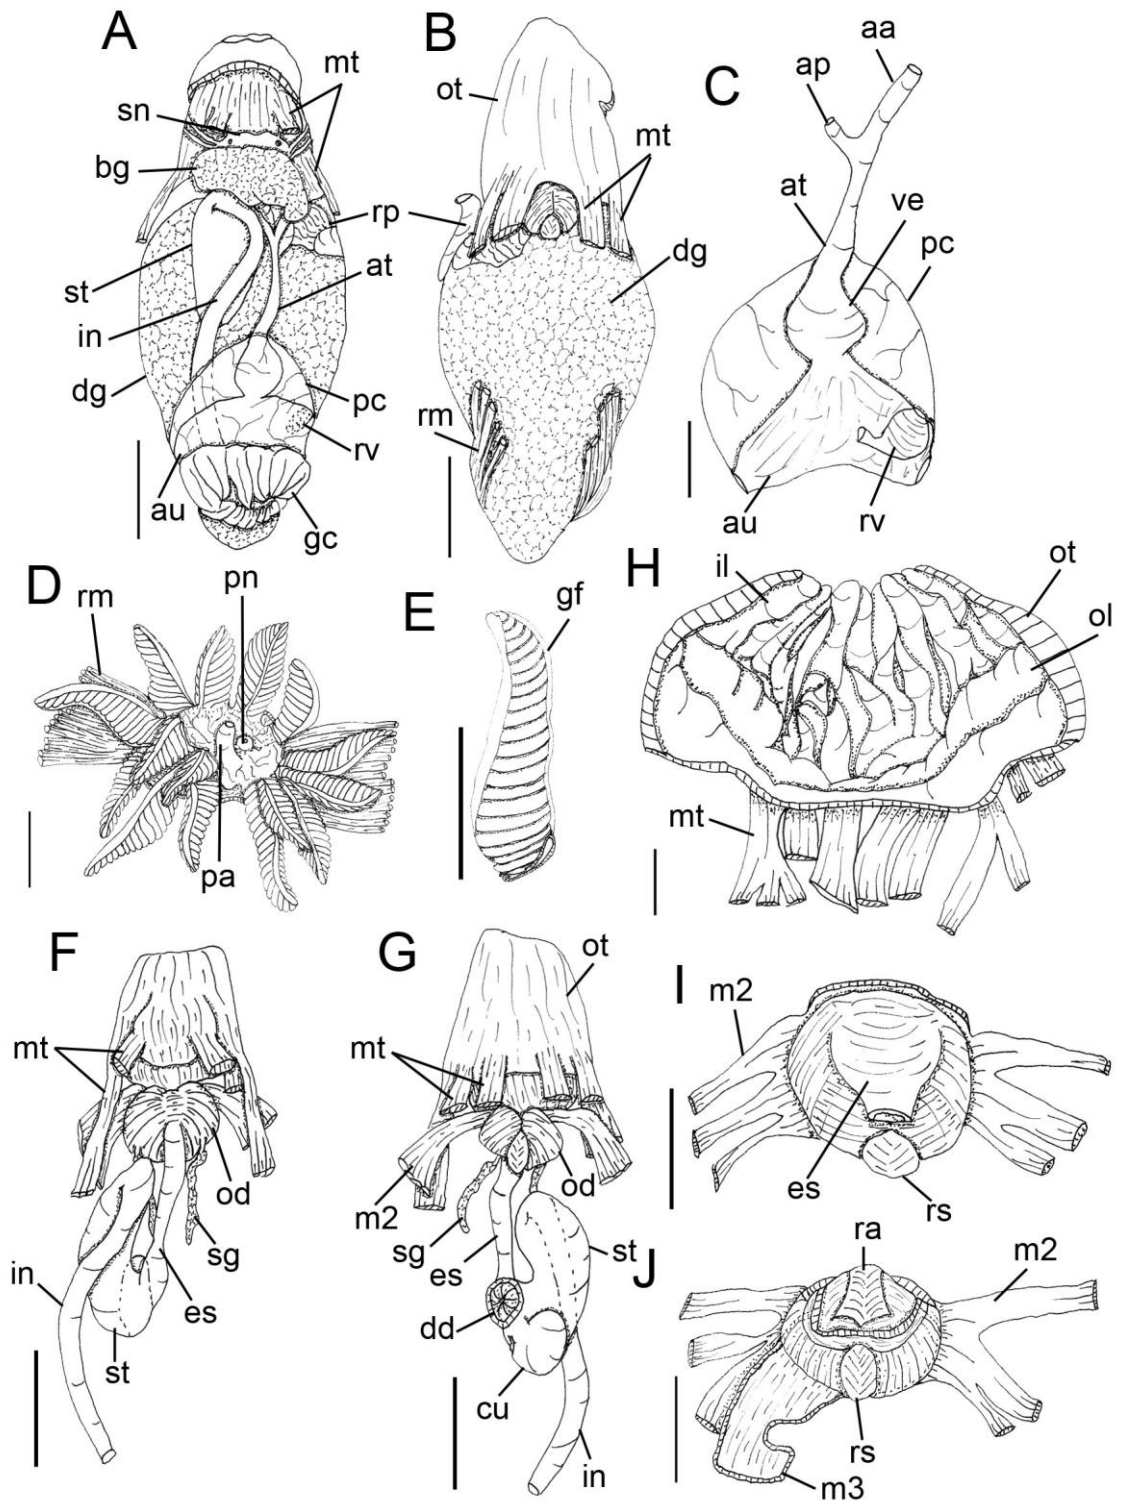 A
mt
sn
bg
rp
st
at
in
dg
pc
rv
au
gc
B
ot
mt
dg
rm
C
aa
ap
at
ve
pc
au
rv
D
rm
pn
pa
E
gf
H
il
ot
ol
mt
F
mt
od
sg
in
es
st
G
ot
mt
m2
od
sg
es
st
dd
cu
in
I
m2
es
rs
J
ra
m2
rs
m3